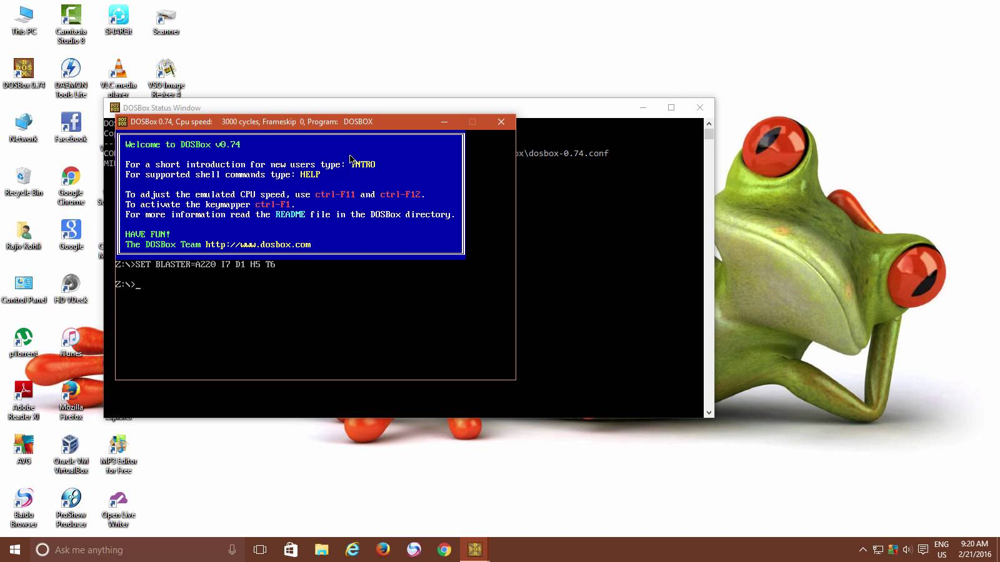 This PC
Camtasia
Studio 8
SHAREit
Scanner
DOSBox 0.74
DAEMON
Tools Lite
VLC media
player
VSO Image
Resizer 4
Network
Facebook
Recycle Bin
Google
Chrome
Rajiv Kohli
Google
Control Panel
HD VDeck
µTorrent
iTunes
Adobe
Reader XI
Mozilla
Firefox
AVG
Oracle VM
VirtualBox
MP3 Editor
for Free
Baidu
Browser
ProShow
Producer
Open Live
Writer
DOSBox Status Window
\dosbox-0.74.conf
DOSBox 0.74, Cpu speed: 3000 cycles, Frameskip 0, Program: DOSBOX
Welcome to DOSBox v0.74
For a short introduction for new users type: INTRO
For supported shell commands type: HELP
To adjust the emulated CPU speed, use ctrl-F11 and ctrl-F12.
To activate the keymapper ctrl-F1.
For more information read the README file in the DOSBox directory.
HAVE FUN!
The DOSBox Team http://www.dosbox.com
Z:\>SET BLASTER=A220 I7 D1 H5 T6
Z:\>_
Ask me anything
ENG
US
9:20 AM
2/21/2016